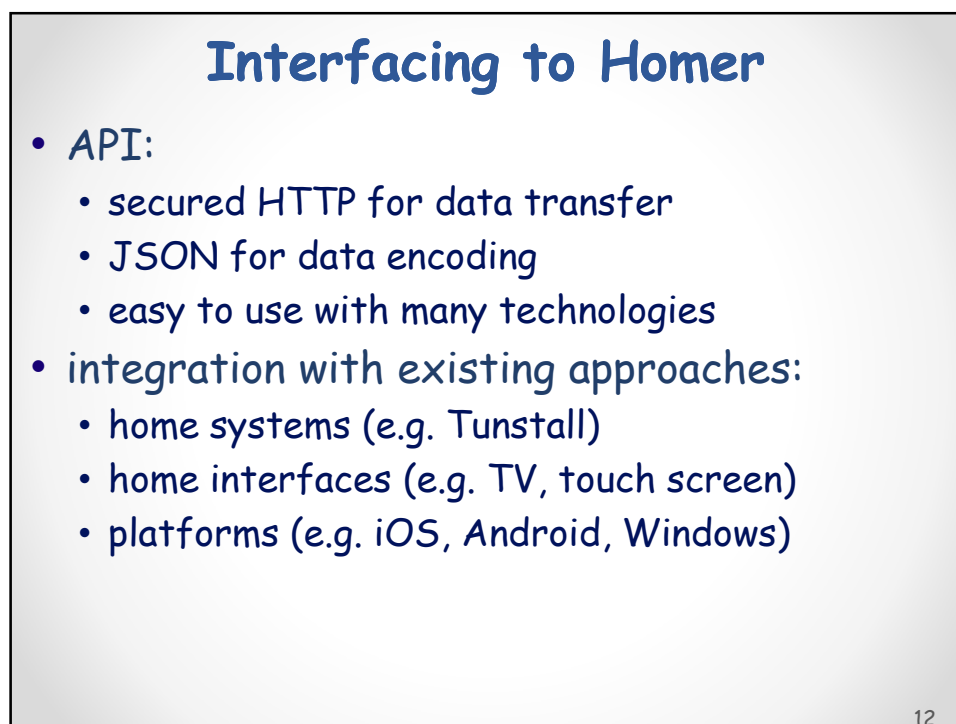 Interfacing to Homer
• API:
• secured HTTP for data transfer
• JSON for data encoding
• easy to use with many technologies
• integration with existing approaches:
• home systems (e.g. Tunstall)
• home interfaces (e.g. TV, touch screen)
• platforms (e.g. iOS, Android, Windows)
12